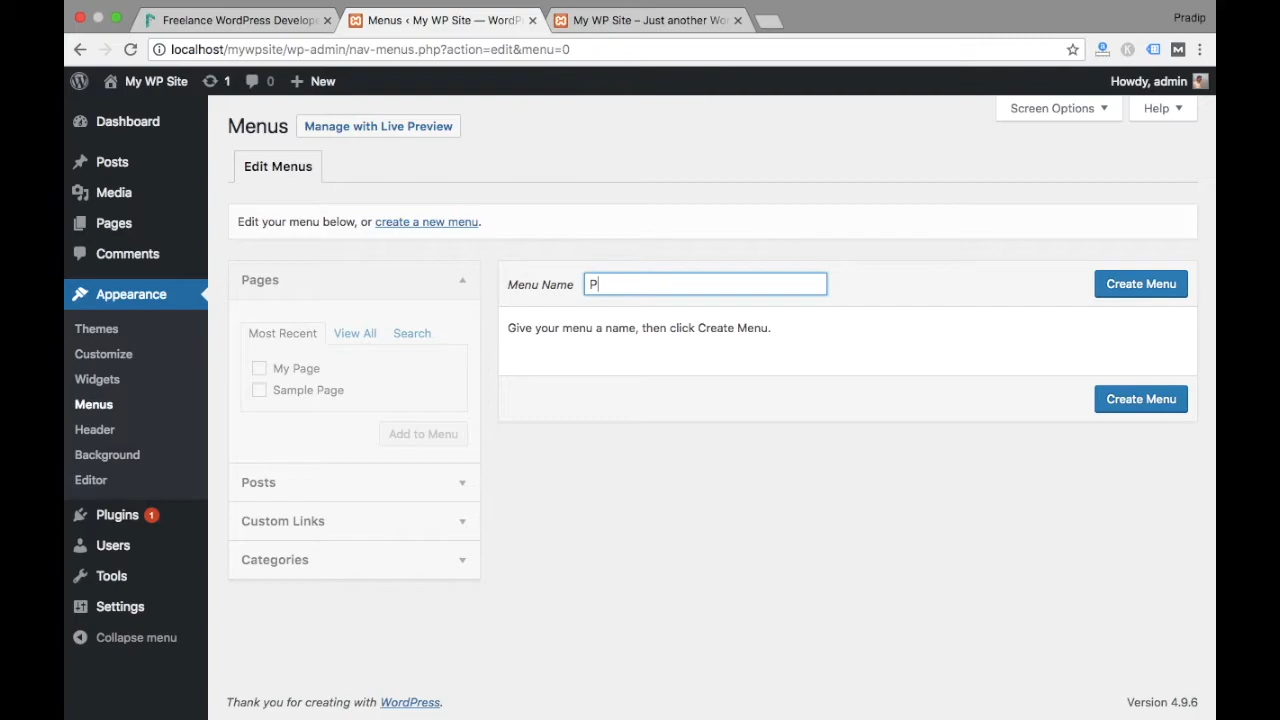 Freelance WordPress Develope
Menus ‹ My WP Site — WordP
My WP Site – Just another Wo
Pradip
localhost/mywpsite/wp-admin/nav-menus.php?action=edit&menu=0
My WP Site
1
0
New
Howdy, admin
Dashboard
Posts
Media
Pages
Comments
Appearance
Themes
Customize
Widgets
Menus
Header
Background
Editor
Plugins 1
Users
Tools
Settings
Collapse menu
Screen Options
Help
Menus
Manage with Live Preview
Edit Menus
Edit your menu below, or create a new menu.
Pages
Most Recent
View All
Search
My Page
Sample Page
Add to Menu
Posts
Custom Links
Categories
Menu Name
P
Create Menu
Give your menu a name, then click Create Menu.
Create Menu
Thank you for creating with WordPress.
Version 4.9.6